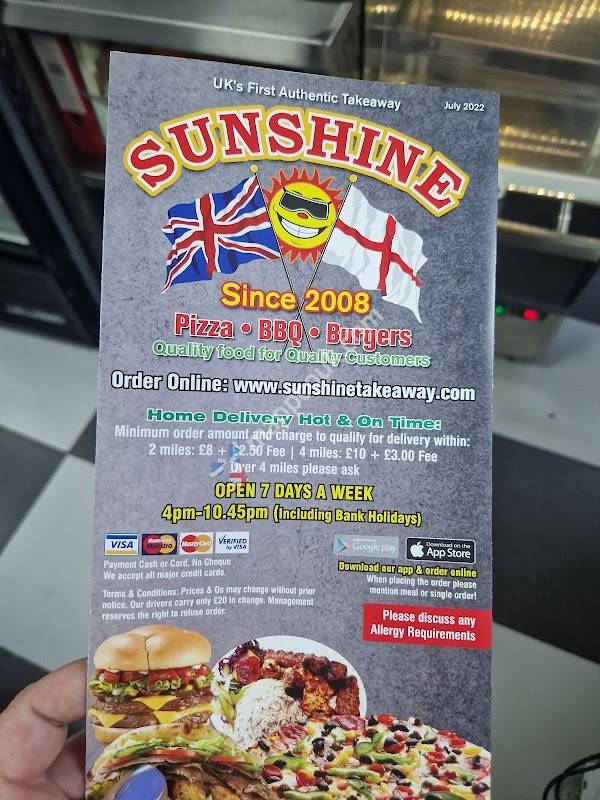 UK's First Authentic Takeaway
July 2022
SUNSHINE
Since 2008
Pizza • BBQ • Burgers
Quality food for Quality Customers
Order Online: www.sunshinetakeaway.com
Home Delivery Hot & On Time:
Minimum order amount and charge to qualify for delivery within:
2 miles: £8 + £2.50 Fee | 4 miles: £10 + £3.00 Fee
Over 4 miles please ask
OPEN 7 DAYS A WEEK
4pm-10.45pm (Including Bank Holidays)
VISA
Maestro
MasterCard
VERIFIED
by VISA
Google play
Download on the
App Store
Payment Cash or Card, No Cheque
We accept all major credit cards.
Download our app & order online
When placing the order please
mention meal or single order!
Terms & Conditions: Prices & Os may change without prior
notice. Our drivers carry only £20 in change. Management
reserves the right to refuse order.
Please discuss any
Allergy Requirements